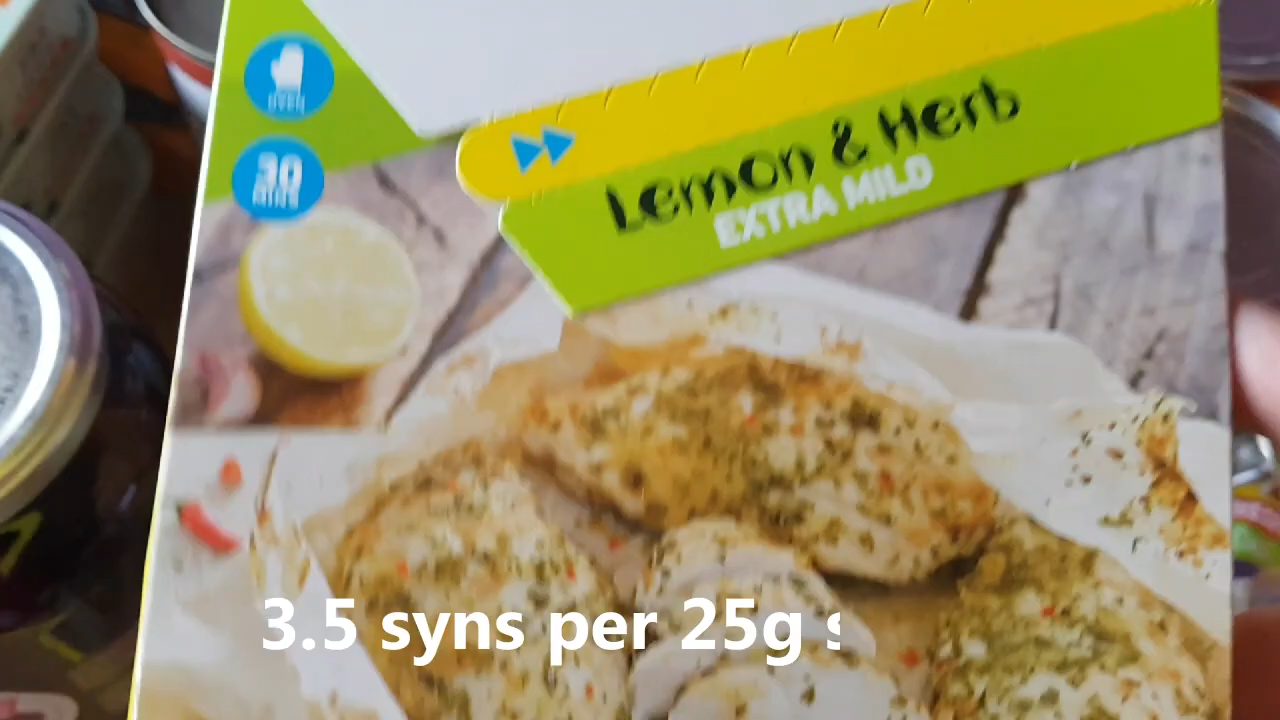 OVEN
30
MINS
Lemon & Herb
EXTRA MILD
3.5 syns per 25g s